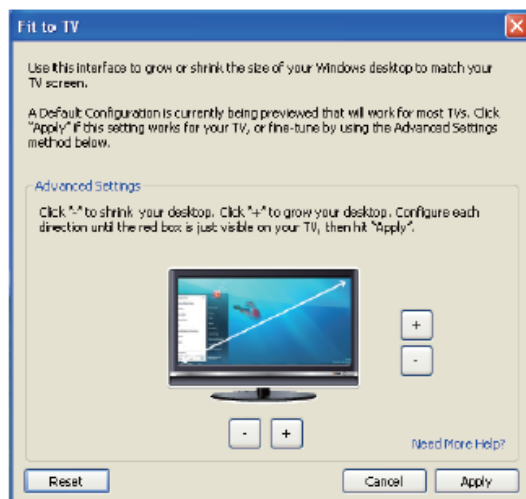 Fit to TV
Use this interface to grow or shrink the size of your Windows desktop to match your
TV screen.
A Default Configuration is currently being previewed that will work for most TVs. Click
"Apply" if this setting works for your TV, or fine-tune by using the Advanced Settings
method below.
Advanced Settings
Click "-" to shrink your desktop. Click "+" to grow your desktop. Configure each
direction until the red box is just visible on your TV, then hit "Apply".
+
-
- +
Need More Help?
Reset Cancel Apply